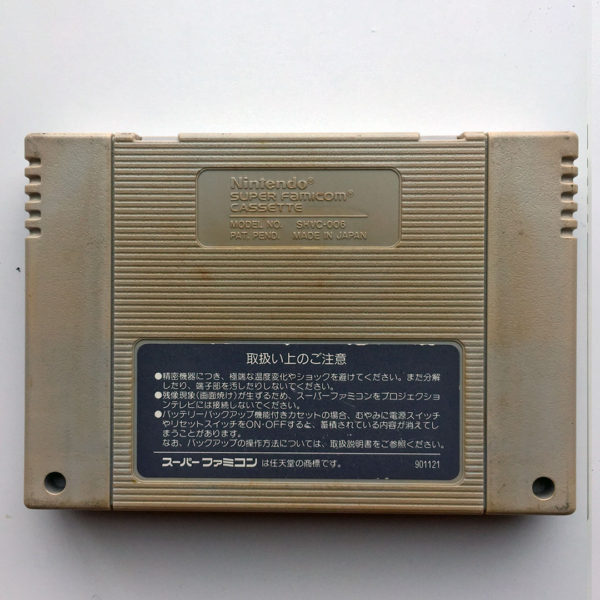 Nintendo®
SUPER FAMICOM®
CASSETTE
MODEL NO. SHVC-006
PAT. PEND. MADE IN JAPAN
取扱い上のご注意
●精密機器につき、極端な温度変化やショックを避けてください。また分解
したり、端子部を汚したりしないでください。
●残像現象(画面焼け)が生ずるため、スーパーファミコンをプロジェクション
テレビには接続しないでください。
●バッテリーバックアップ機能付きカセットの場合、むやみに電源スイッチ
やリセットスイッチをON・OFFすると、蓄積されている内容が消えてし
まうことがあります。
なお、バックアップの操作方法については、取扱説明書をご参照ください。
スーパーファミコン は任天堂の商標です。 901121